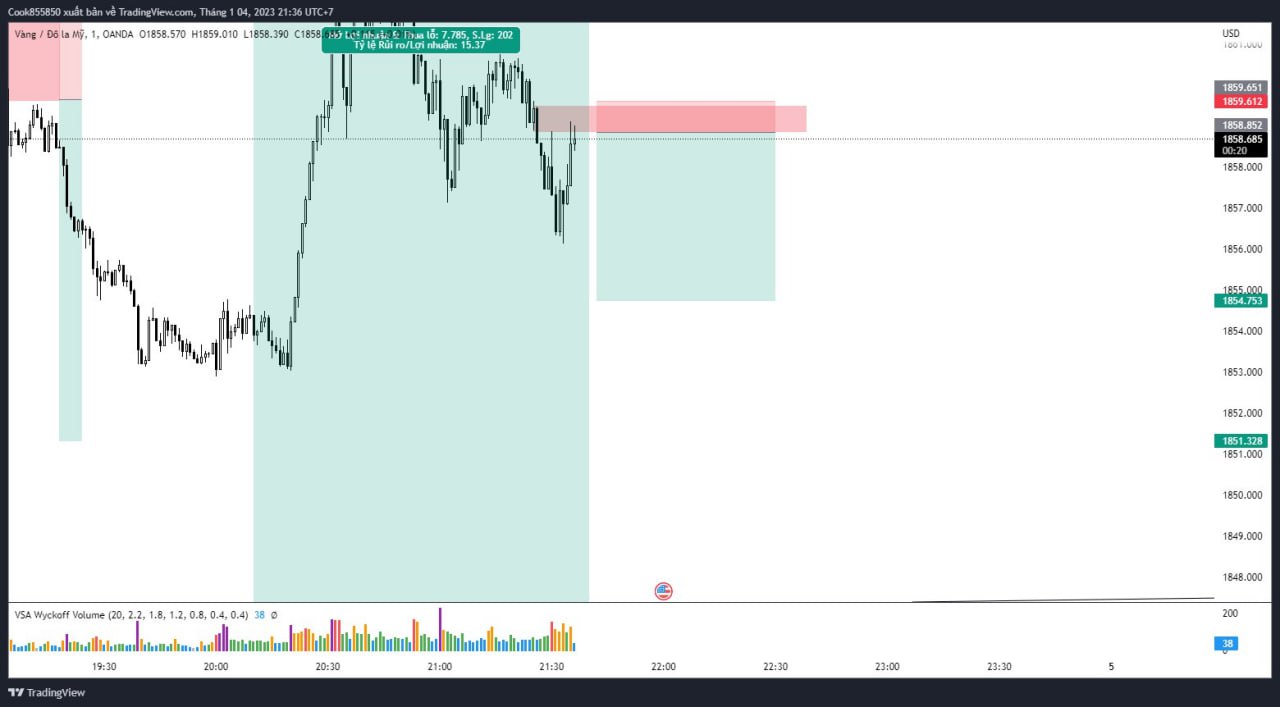 Cook855850 xuất bản về TradingView.com, Tháng 1 04, 2023 21:36 UTC+7
Vàng / Đô la Mỹ, 1, OANDA O1858.570 H1859.010 L1858.390 C1858.685
lỗ: 7.785, S.Lg: 202
Tỷ lệ Rủi ro/Lợi nhuận: 15.37
USD
1861.000
1859.651
1859.612
1858.852
1858.685
00:20
1858.000
1857.000
1856.000
1855.000
1854.753
1854.000
1853.000
1852.000
1851.328
1851.000
1850.000
1849.000
1848.000
VSA Wyckoff Volume (20, 2.2, 1.8, 1.2, 0.8, 0.4, 0.4) 38 Ø
200
38
0
19:30 20:00 20:30 21:00 21:30 22:00 22:30 23:00 23:30 5
TradingView